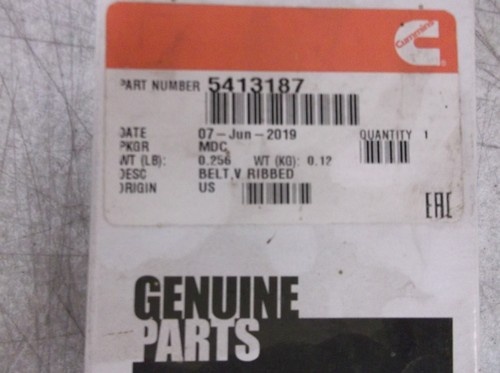 Cummins
PART NUMBER 5413187
DATE 07-Jun-2019 QUANTITY 1
PKGR MDC
WT (LB): 0.256 WT (KG): 0.12
DESC BELT,V RIBBED
ORIGIN US
EAC
GENUINE
PARTS